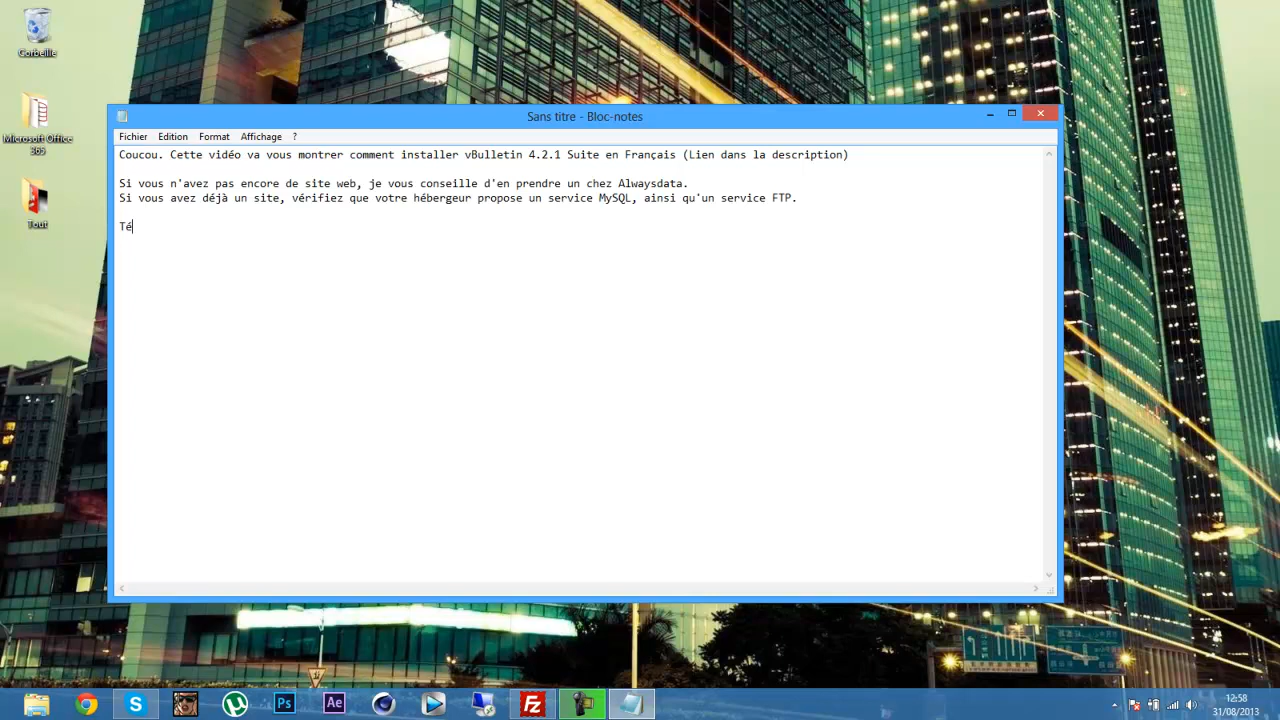 Corbeille
Microsoft Office
365
Tout
Sans titre - Bloc-notes
Fichier Edition Format Affichage ?
Coucou. Cette vidéo va vous montrer comment installer vBulletin 4.2.1 Suite en Français (Lien dans la description)
Si vous n'avez pas encore de site web, je vous conseille d'en prendre un chez Alwaysdata.
Si vous avez déjà un site, vérifiez que votre hébergeur propose un service MySQL, ainsi qu'un service FTP.
Té
Ps
Ae
FZ
12:58
31/08/2013